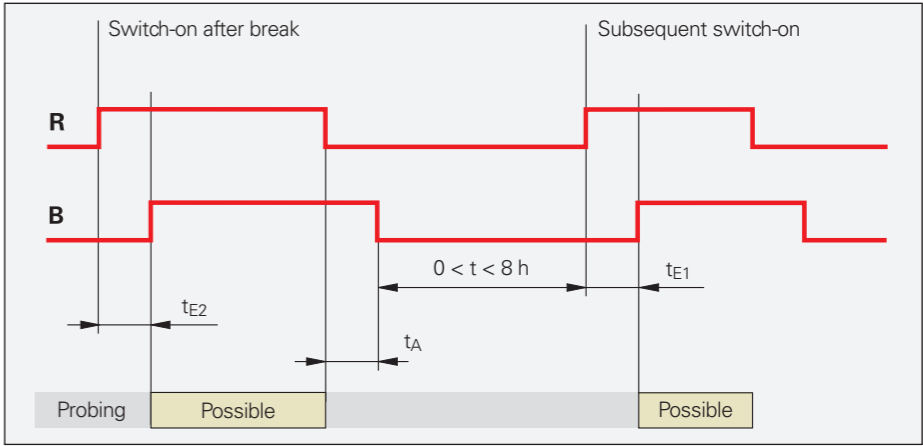 Switch-on after break
Subsequent switch-on
R
B
0 < t < 8 h
tE1
tE2
tA
Probing
Possible
Possible